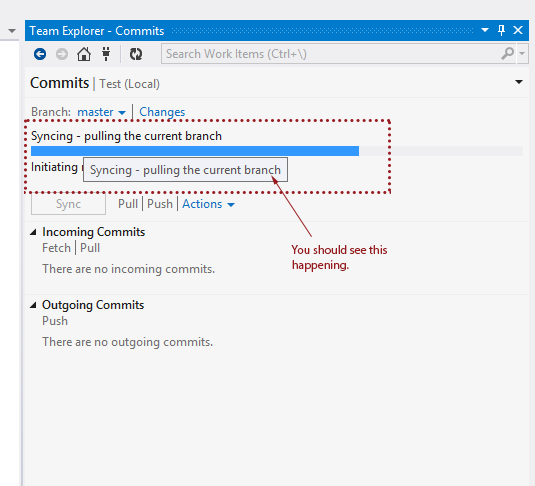 Team Explorer - Commits
Search Work Items (Ctrl+\)
Commits | Test (Local)
Branch: master | Changes
Syncing - pulling the current branch
Initiating
Syncing - pulling the current branch
Sync Pull | Push | Actions
Incoming Commits
Fetch | Pull
There are no incoming commits.
You should see this
happening.
Outgoing Commits
Push
There are no outgoing commits.